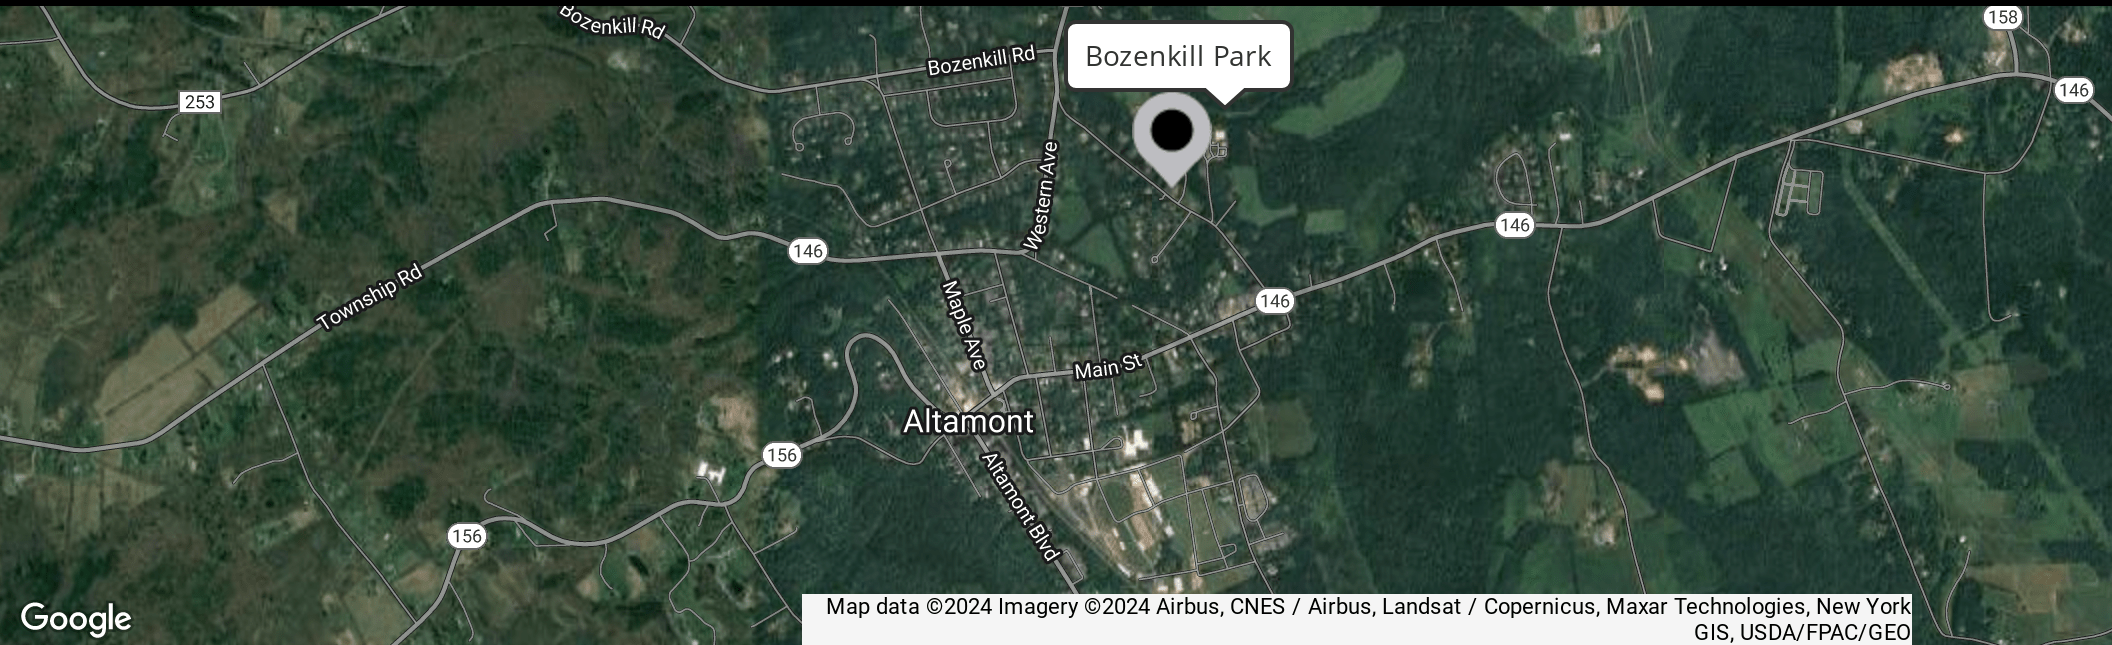 Bozenkill Rd
158
Bozenkill Rd
Bozenkill Park
146
253
Western Ave
146
146
Township Rd
146
Maple Ave
Main St
Altamont
156
Altamont Blvd
156
Google
Map data ©2024 Imagery ©2024 Airbus, CNES / Airbus, Landsat / Copernicus, Maxar Technologies, New York
GIS, USDA/FPAC/GEO